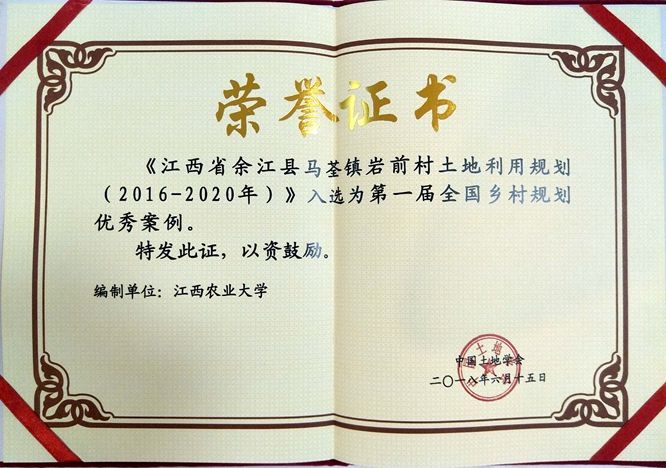 荣誉证书
《江西省余江县马荃镇岩前村土地利用规划
（2016-2020年）》入选为第一届全国乡村规划
优秀案例。
特发此证，以资鼓励。
编制单位：江西农业大学
中国土地学会
二〇一八年六月十五日